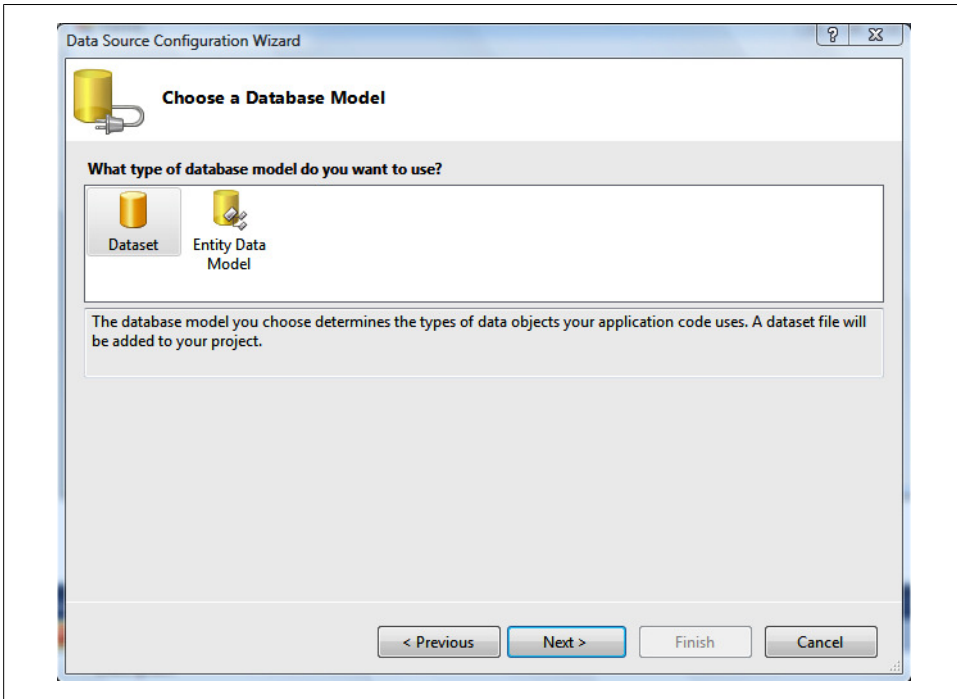 Data Source Configuration Wizard
Choose a Database Model
What type of database model do you want to use?
Dataset
Entity Data
Model
The database model you choose determines the types of data objects your application code uses. A dataset file will
be added to your project.
< Previous
Next >
Finish
Cancel